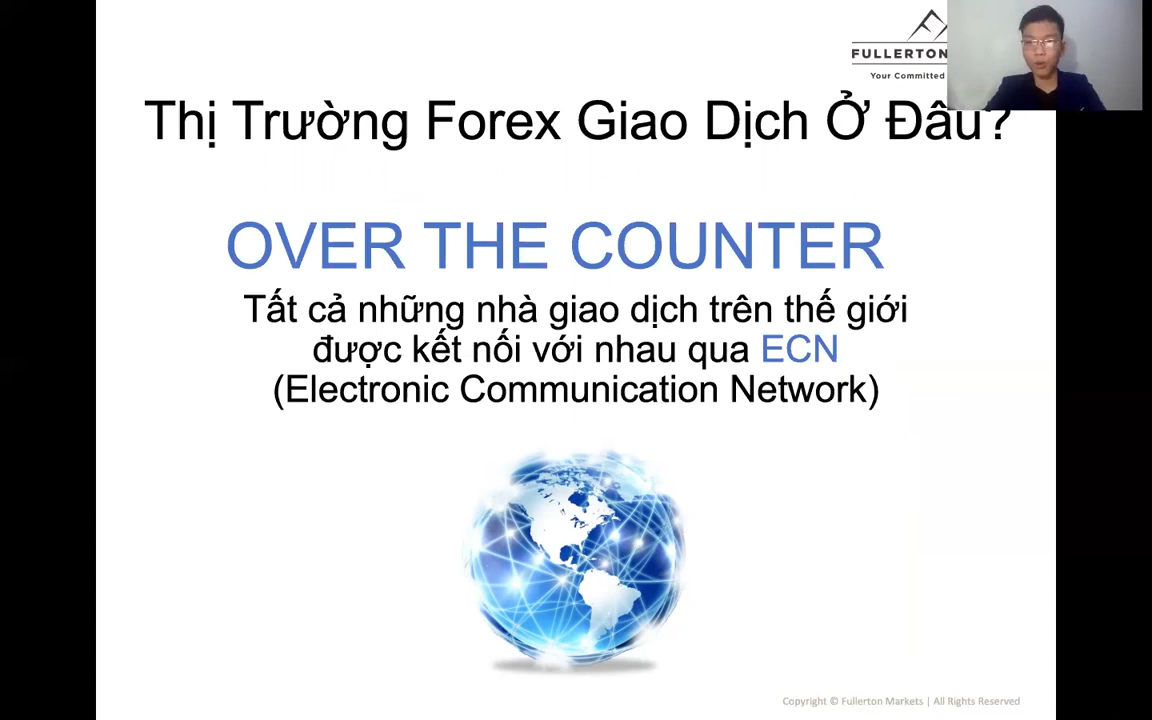 FULLERTON
Your Committed
Thị Trường Forex Giao Dịch Ở Đâu?
OVER THE COUNTER
Tất cả những nhà giao dịch trên thế giới
được kết nối với nhau qua ECN
(Electronic Communication Network)
Copyright © Fullerton Markets | All Rights Reserved